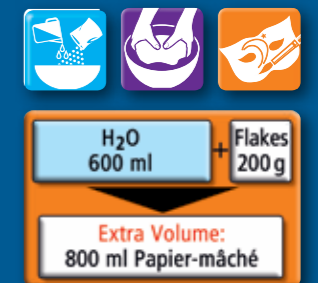 H₂O
600 ml
+
Flakes
200 g
Extra Volume:
800 ml Papier-mâché